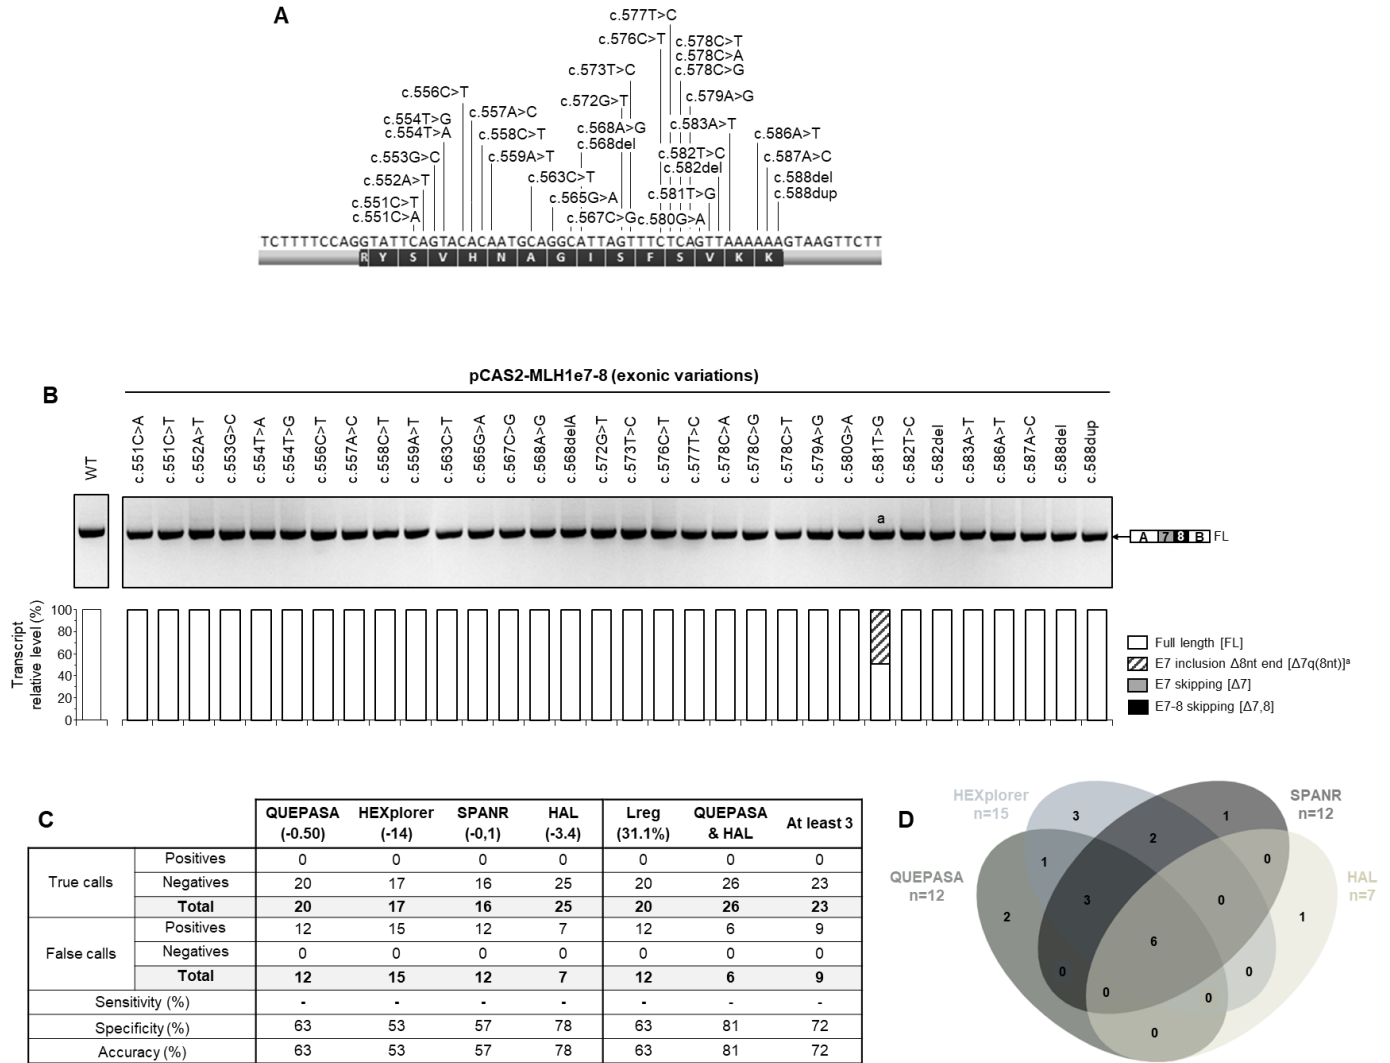 A
c.577T>C
c.576C>T
c.578C>T
c.578C>A
c.578C>G
c.573T>C
c.556C>T
c.572G>T
c.579A>G
c.557A>C
c.554T>G
c.554T>A
c.558C>T
c.568A>G
c.568del
c.583A>T
c.586A>T
c.553G>C
c.559A>T
c.582T>C
c.582del
c.587A>C
c.552A>T
c.563C>T
c.588del
c.588dup
c.551C>T
c.551C>A
c.565G>A
c.581T>G
c.567C>G
c.580G>A
TCTTTTCCAGGTATTCAGTACACAATGCAGGCATTAGTTTCTCAGTTAAAAAAGTAAGTTCTT
R Y S V H N A G I S F S V K K
B
pCAS2-MLH1e7-8 (exonic variations)
WT
c.551C>A
c.551C>T
c.552A>T
c.553G>C
c.554T>A
c.554T>G
c.556C>T
c.557A>C
c.558C>T
c.559A>T
c.563C>T
c.565G>A
c.567C>G
c.568A>G
c.568delA
c.572G>T
c.573T>C
c.576C>T
c.577T>C
c.578C>A
c.578C>G
c.578C>T
c.579A>G
c.580G>A
c.581T>G
c.582T>C
c.582del
c.583A>T
c.586A>T
c.587A>C
c.588del
c.588dup
a
A 7 8 B FL
Transcript
relative level (%)
100
80
60
40
20
0
Full length [FL]
E7 inclusion Δ8nt end [Δ7q(8nt)]ᵃ
E7 skipping [Δ7]
E7-8 skipping [Δ7,8]
C
QUEPASA (-0.50) HEXplorer (-14) SPANR (-0,1) HAL (-3.4) Lreg (31.1%) QUEPASA & HAL At least 3
True calls
Positives 0 0 0 0 0 0 0
Negatives 20 17 16 25 20 26 23
Total 20 17 16 25 20 26 23
False calls
Positives 12 15 12 7 12 6 9
Negatives 0 0 0 0 0 0 0
Total 12 15 12 7 12 6 9
Sensitivity (%) - - - - - - -
Specificity (%) 63 53 57 78 63 81 72
Accuracy (%) 63 53 57 78 63 81 72
D
HEXplorer
n=15
SPANR
n=12
QUEPASA
n=12
HAL
n=7
3
1
2
1
0
3
0
2
1
6
0
0
0
0
0